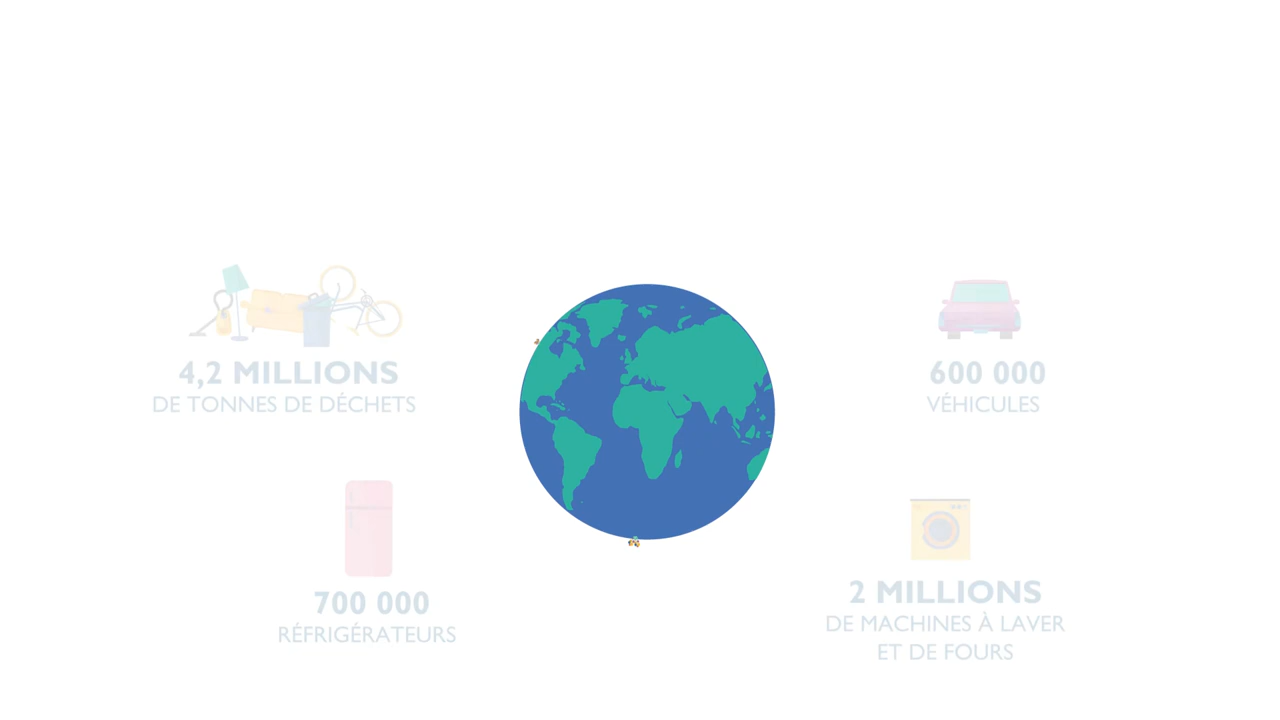 4,2 MILLIONS
DE TONNES DE DÉCHETS
600 000
VÉHICULES
700 000
RÉFRIGÉRATEURS
2 MILLIONS
DE MACHINES À LAVER
ET DE FOURS